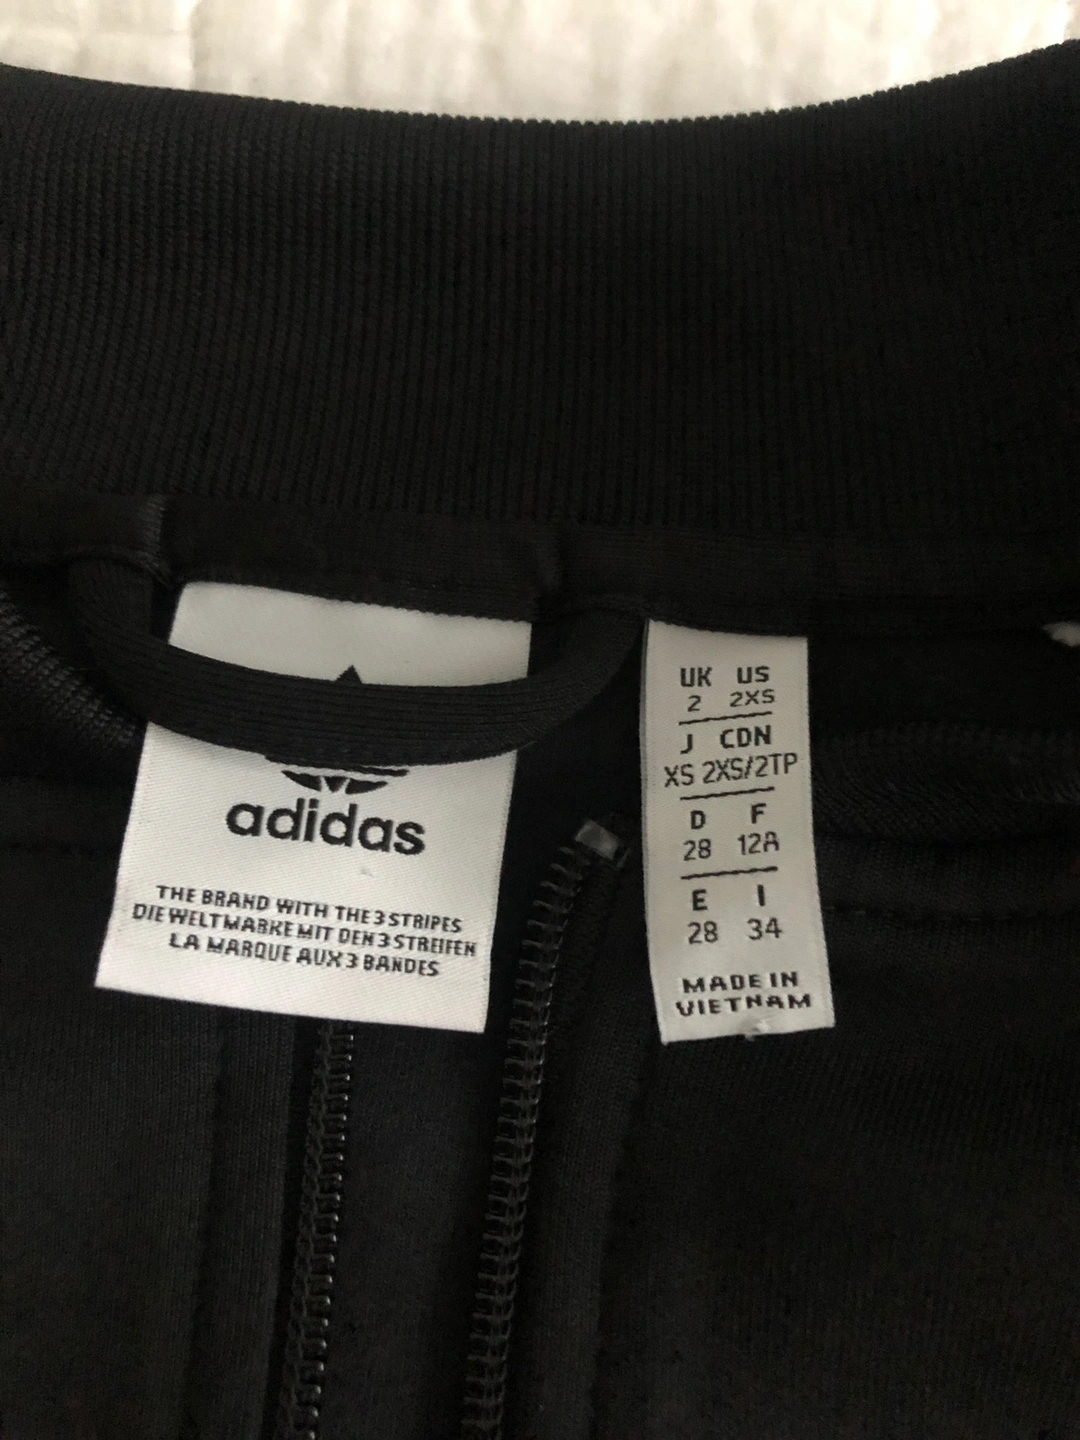 adidas
THE BRAND WITH THE 3 STRIPES
DIE WELTMARKE MIT DEN 3 STREIFEN
LA MARQUE AUX 3 BANDES
UK US
2 2XS
J CDN
XS 2XS/2TP
D F
28 12A
E I
28 34
MADE IN
VIETNAM